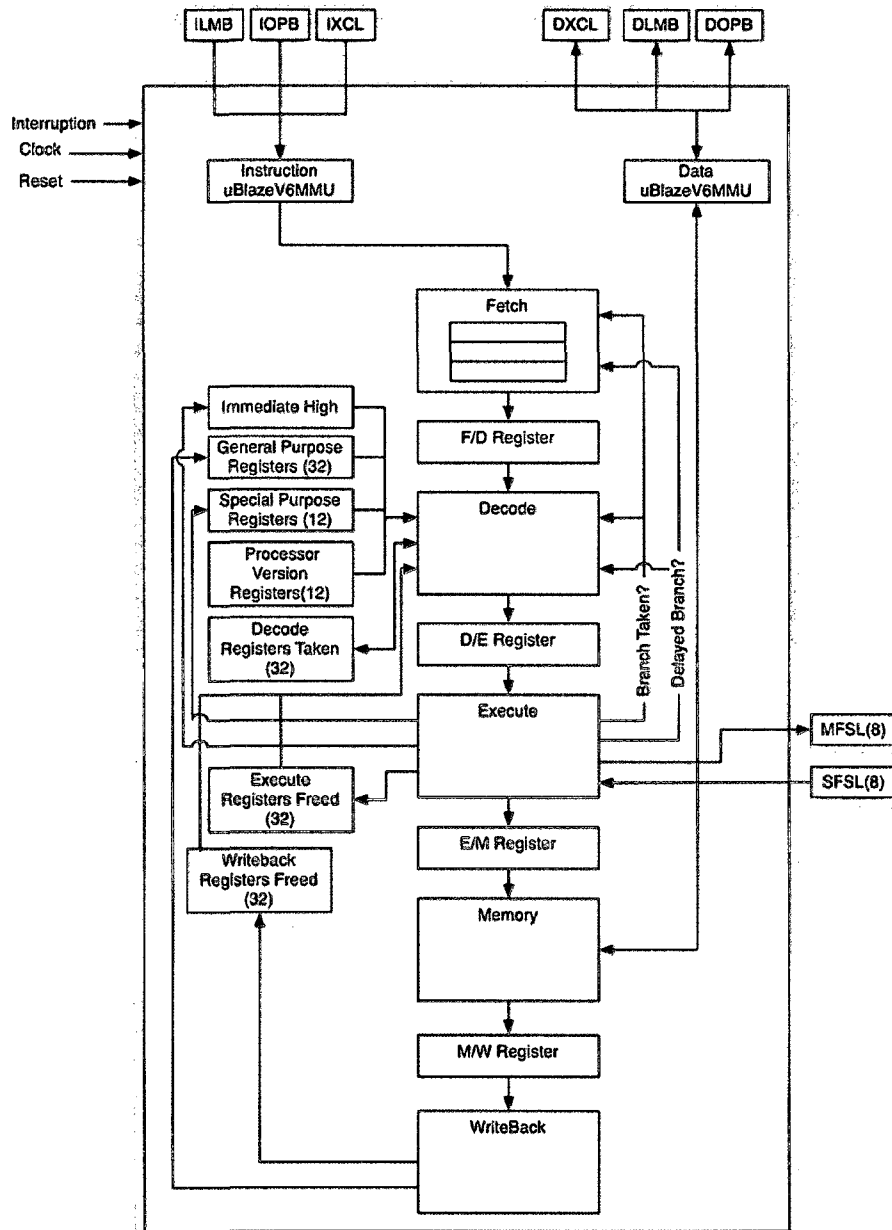 ILMB
IOPB
IXCL
DXCL
DLMB
DOPB
Interruption
Clock
Reset
Instruction
uBlazeV6MMU
Data
uBlazeV6MMU
Fetch
Immediate High
F/D Register
General Purpose
Registers (32)
Special Purpose
Registers (12)
Decode
Processor
Version
Registers(12)
Decode
Registers Taken
(32)
D/E Register
Branch Taken?
Delayed Branch?
Execute
MFSL(8)
SFSL(8)
Execute
Registers Freed
(32)
E/M Register
Writeback
Registers Freed
(32)
Memory
M/W Register
WriteBack